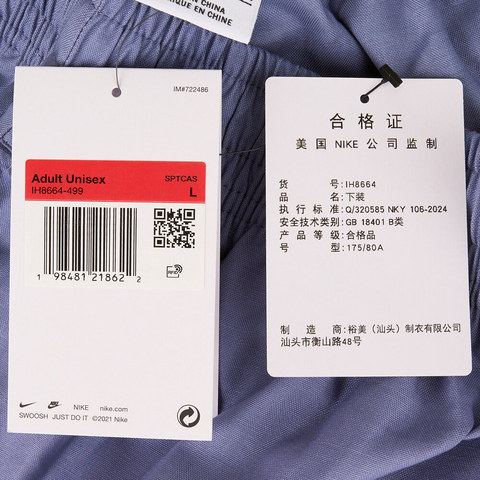 N CHINA
RIQUE EN CHINE
IM#722486
Adult Unisex
SPTCAS
IH8664-499
L
1 98481 21862 2
RFID
NIKE
nike.com
SWOOSH JUST DO IT ©2021 Nike
合格证
美国 NIKE 公司监制
货号:IH8664
品名:下装
执行标准:Q/320585 NKY 106-2024
安全技术类别:GB 18401 B类
产品等级:合格品
号型:175/80A
制造商:裕美(汕头)制衣有限公司
汕头市衡山路48号